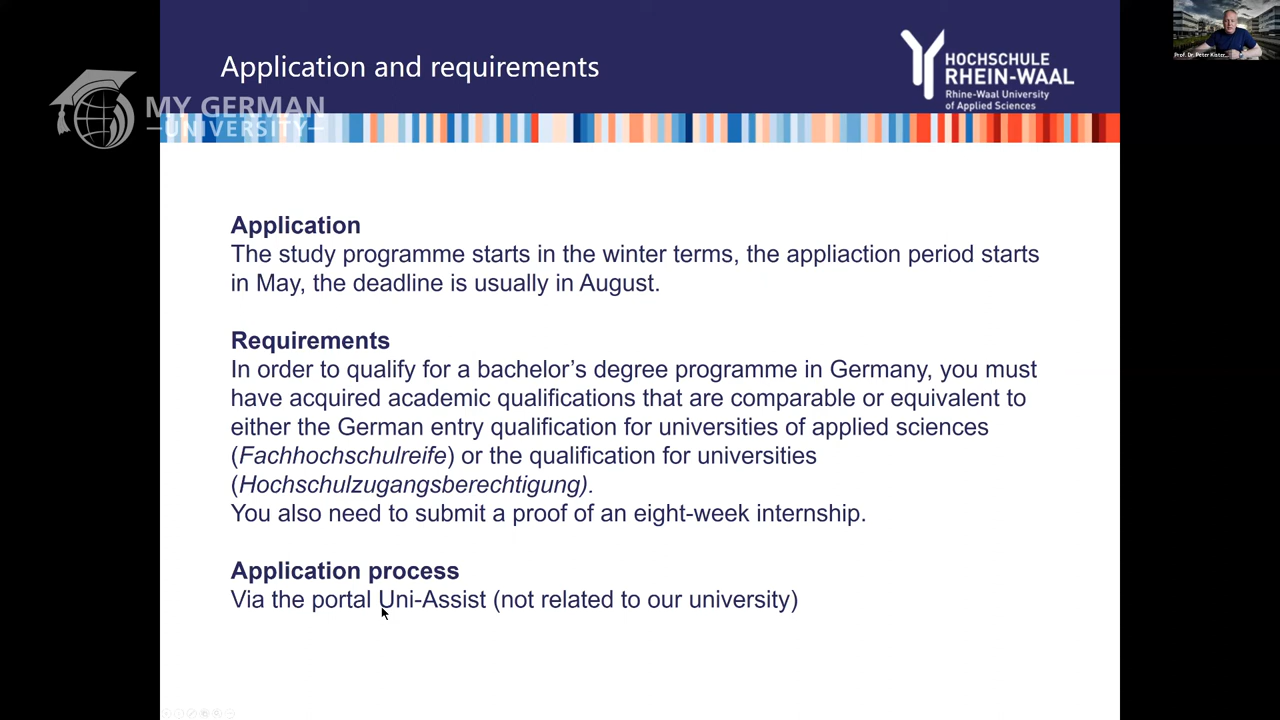 Application and requirements
HOCHSCHULE
RHEIN-WAAL
Rhine-Waal University
of Applied Sciences
MY GERMAN
UNIVERSITY
Prof. Dr. Peter
Application
The study programme starts in the winter terms, the appliaction period starts
in May, the deadline is usually in August.
Requirements
In order to qualify for a bachelor’s degree programme in Germany, you must
have acquired academic qualifications that are comparable or equivalent to
either the German entry qualification for universities of applied sciences
(Fachhochschulreife) or the qualification for universities
(Hochschulzugangsberechtigung).
You also need to submit a proof of an eight-week internship.
Application process
Via the portal Uni-Assist (not related to our university)